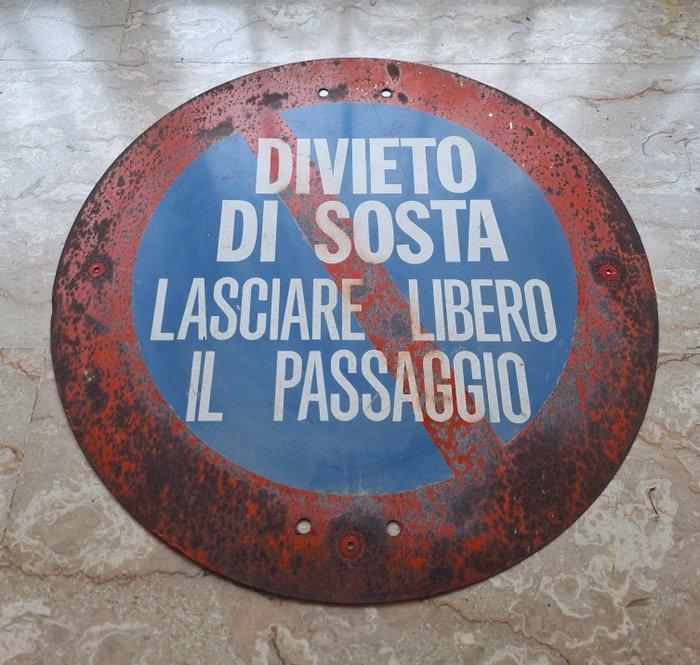 DIVIETO
DI SOSTA
LASCIARE LIBERO
IL PASSAGGIO